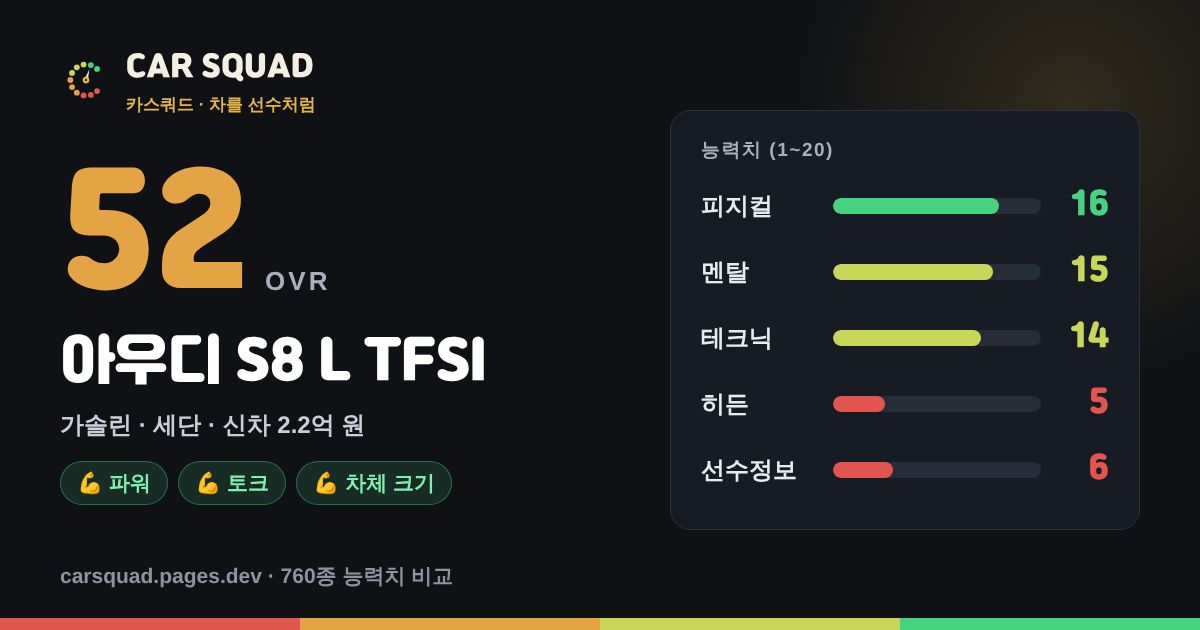 CAR SQUAD
카스쿼드 · 차를 선수처럼
52 OVR
아우디 S8 L TFSI
가솔린 · 세단 · 신차 2.2억 원
💪 파워 💪 토크 💪 차체 크기
carsquad.pages.dev · 760종 능력치 비교
능력치 (1~20)
피지컬 16
멘탈 15
테크닉 14
히든 5
선수정보 6